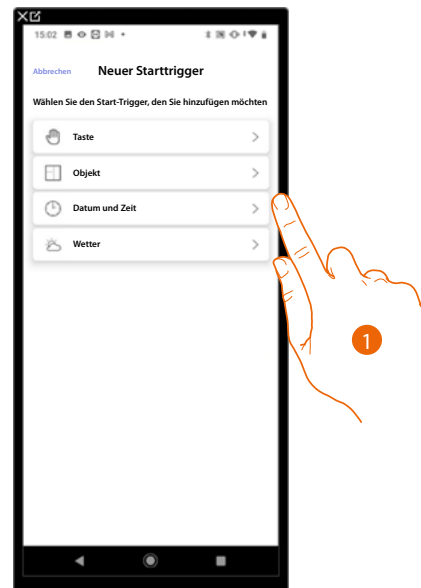 15:02
Abbrechen Neuer Starttrigger
Wählen Sie den Start-Trigger, den Sie hinzufügen möchten
Taste
Objekt
Datum und Zeit
Wetter
1